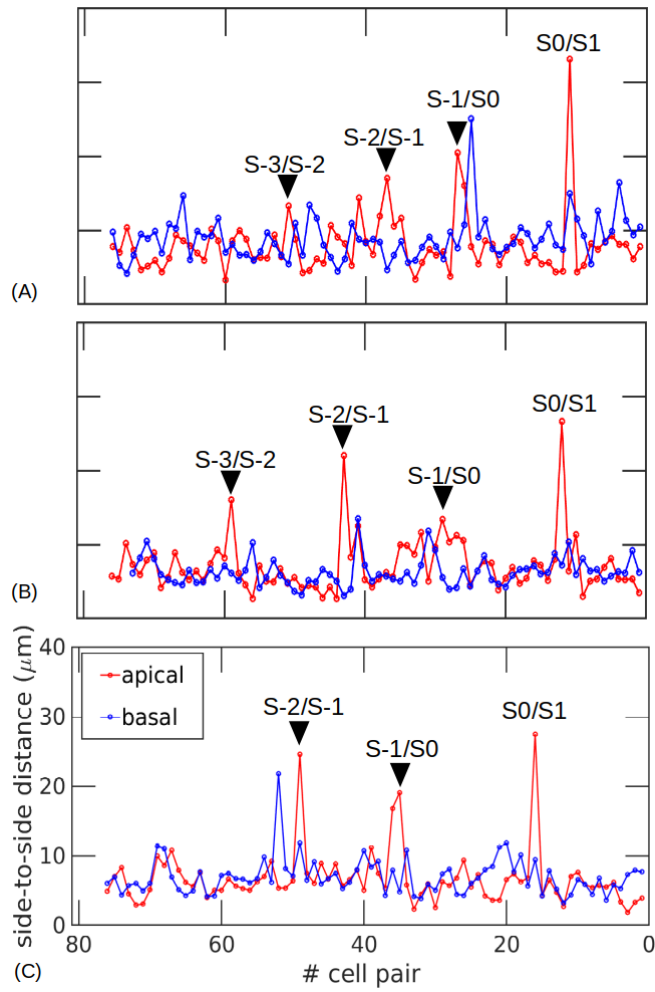 S0/S1
S-1/S0
S-2/S-1
S-3/S-2
(A)
S-2/S-1
S0/S1
S-3/S-2
S-1/S0
(B)
40
apical
basal
S-2/S-1
S0/S1
S-1/S0
30
20
10
0
side-to-side distance (μm)
80 60 40 20 0
# cell pair
(C)